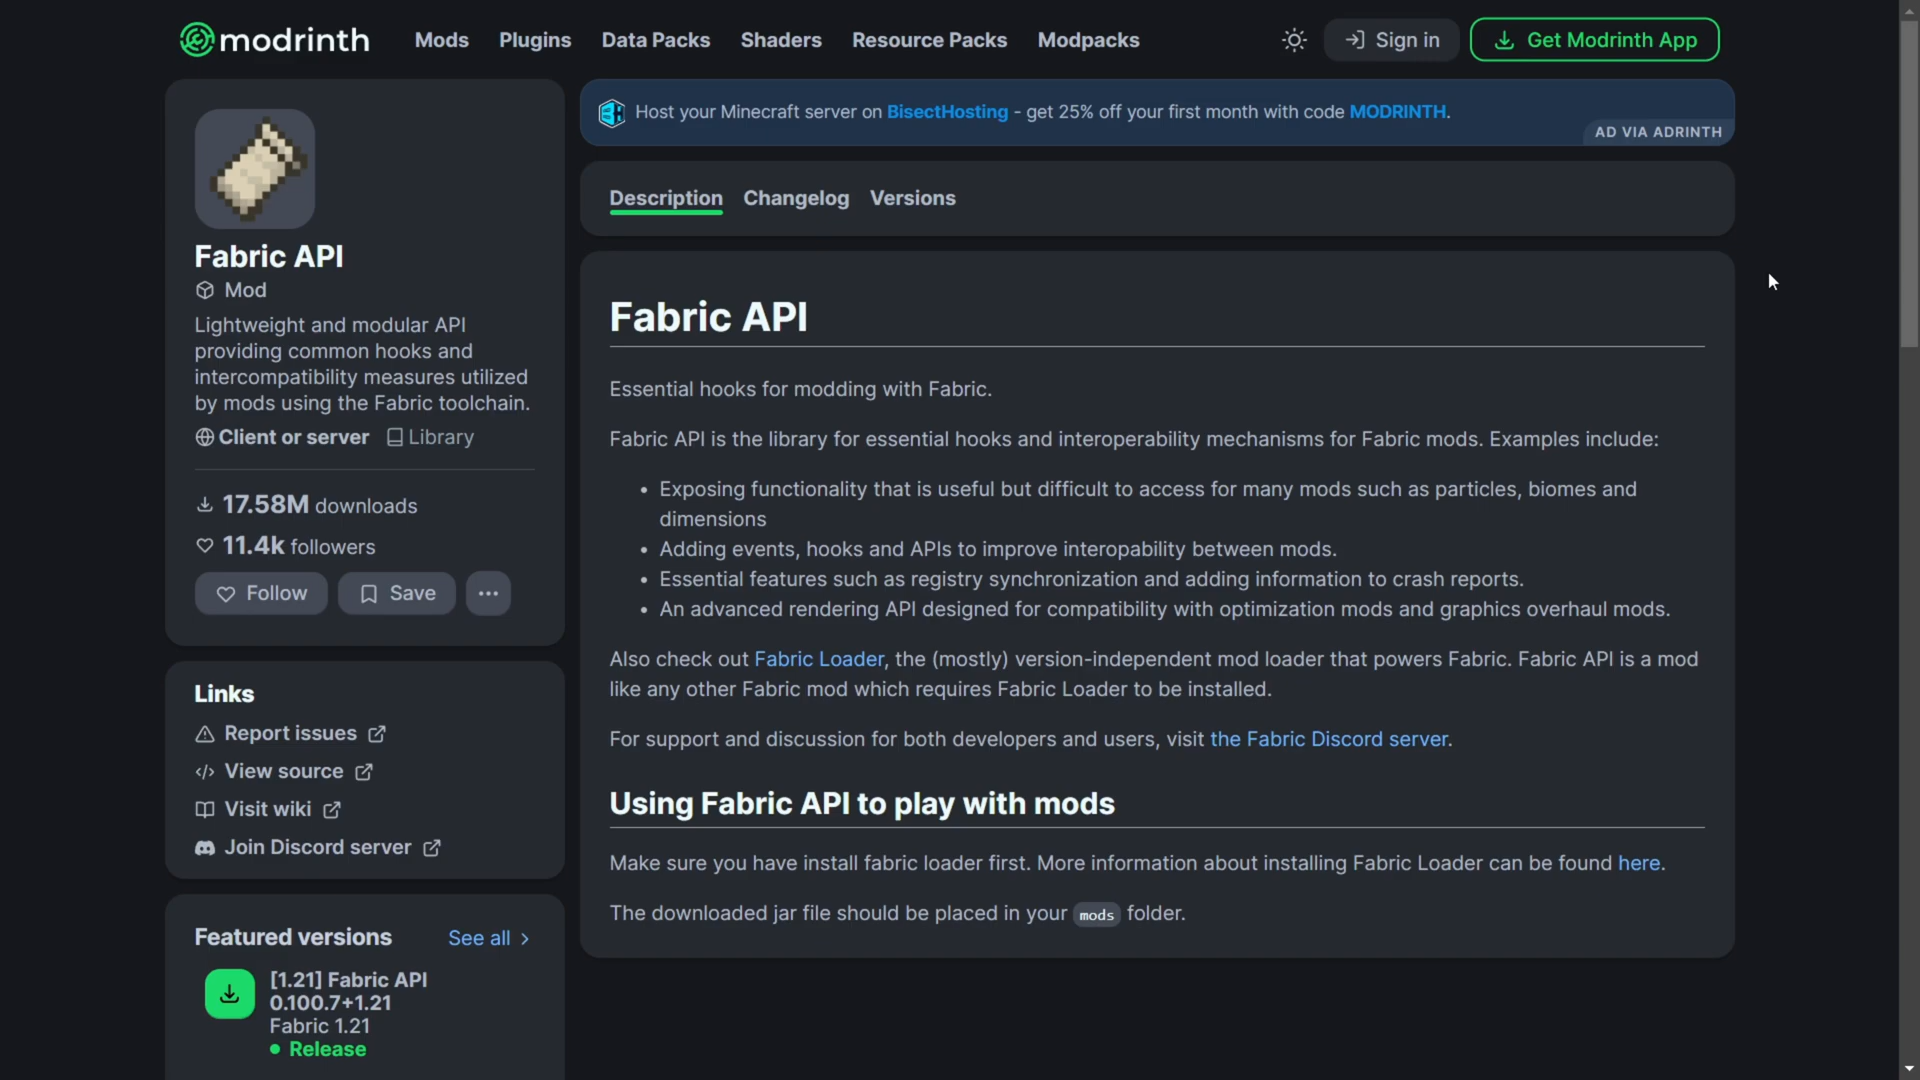 modrinth
Mods Plugins Data Packs Shaders Resource Packs Modpacks
Sign in
Get Modrinth App
Fabric API
Mod
Lightweight and modular API
providing common hooks and
intercompatibility measures utilized
by mods using the Fabric toolchain.
Client or server Library
17.58M downloads
11.4k followers
Follow Save
Links
Report issues
View source
Visit wiki
Join Discord server
Featured versions See all
[1.21] Fabric API
0.100.7+1.21
Fabric 1.21
Release
Host your Minecraft server on BisectHosting - get 25% off your first month with code MODRINTH.
AD VIA ADRINTH
Description Changelog Versions
Fabric API
Essential hooks for modding with Fabric.
Fabric API is the library for essential hooks and interoperability mechanisms for Fabric mods. Examples include:
• Exposing functionality that is useful but difficult to access for many mods such as particles, biomes and
dimensions
• Adding events, hooks and APIs to improve interopability between mods.
• Essential features such as registry synchronization and adding information to crash reports.
• An advanced rendering API designed for compatibility with optimization mods and graphics overhaul mods.
Also check out Fabric Loader, the (mostly) version-independent mod loader that powers Fabric. Fabric API is a mod
like any other Fabric mod which requires Fabric Loader to be installed.
For support and discussion for both developers and users, visit the Fabric Discord server.
Using Fabric API to play with mods
Make sure you have install fabric loader first. More information about installing Fabric Loader can be found here.
The downloaded jar file should be placed in your mods folder.